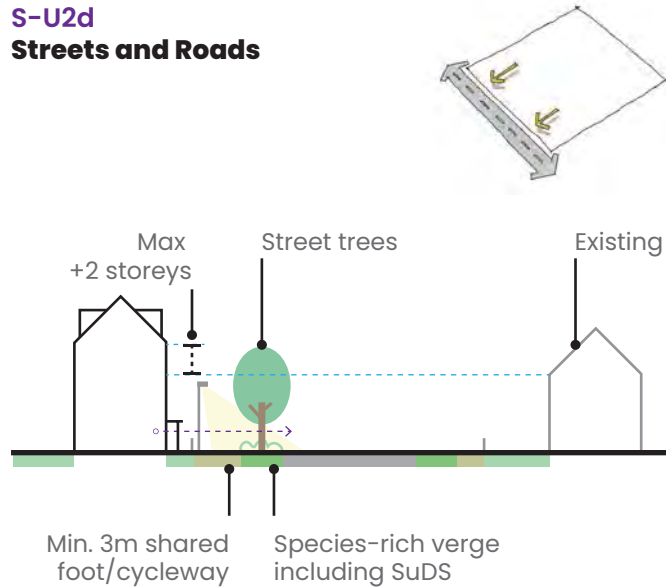 S-U2d
Streets and Roads
Max
+2 storeys
Street trees
Existing
Min. 3m shared
foot/cycleway
Species-rich verge
including SuDS